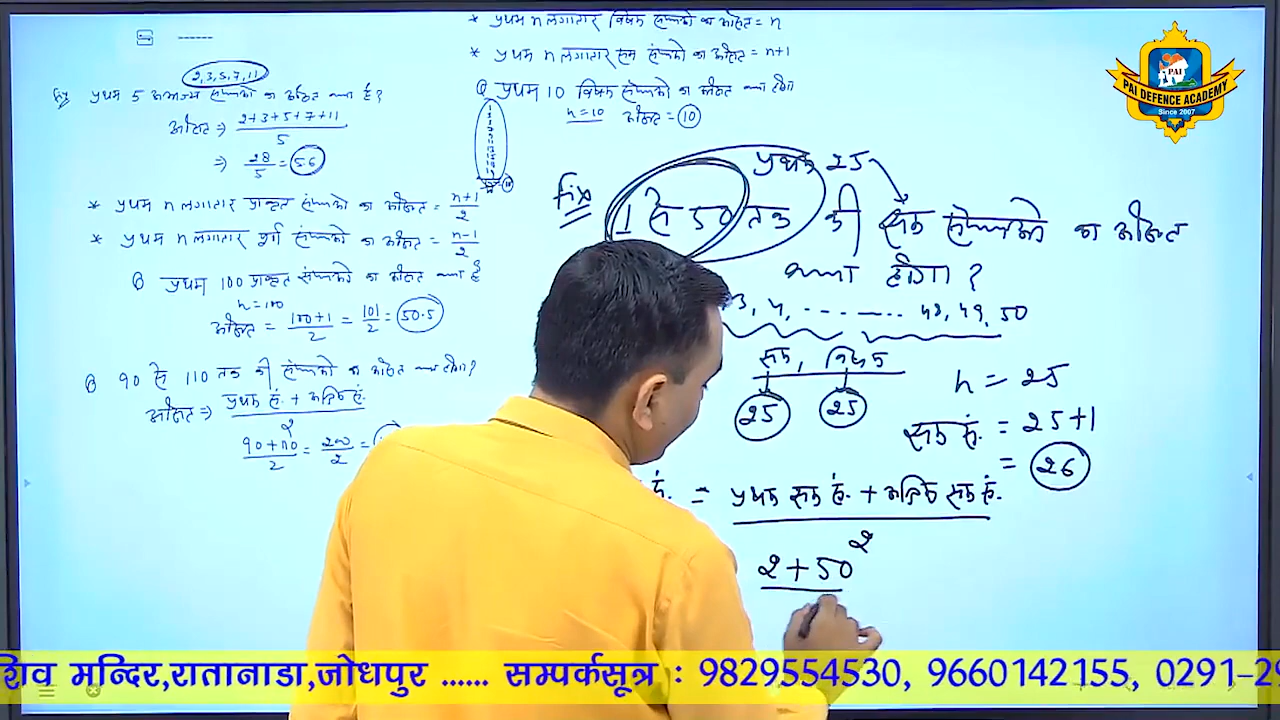 * प्रथम n लगातार विषम संख्याओं का औसत = n
* प्रथम n लगातार सम संख्याओं का औसत = n+1
Q प्रथम 10 विषम संख्याओं का औसत क्या होगा
n=10 औसत = 10
2, 3, 5, 7, 11
प्रथम 5 अभाज्य संख्याओं का औसत क्या है?
औसत ⇒ 2+3+5+7+11 / 5
⇒ 28/5 = 5.6
* प्रथम n लगातार प्राकृत संख्याओं का औसत = n+1/2
* प्रथम n लगातार पूर्ण संख्याओं का औसत = n-1/2
Q प्रथम 100 प्राकृत संख्याओं का औसत क्या है
n=100
औसत = 100+1/2 = 101/2 = 50.5
Q 90 से 110 तक की संख्याओं का औसत क्या होगा?
औसत ⇒ प्रथम सं. + अन्तिम सं. / 2
90+110/2 = 200/2 =
प्रथम 25
Fix 1 से 50 तक की सम संख्याओं का औसत
क्या होगा?
3, 4, ........ 48, 49, 50
सम, विषम
25 25
n = 25
सम सं. = 25+1
= 26
सं. = प्रथम सम सं. + अन्तिम सम सं. / 2
2+50
PAI
PAI DEFENCE ACADEMY
Since 2007
शिव मन्दिर,रातानाडा,जोधपुर ...... सम्पर्कसूत्र : 9829554530, 9660142155, 0291-29